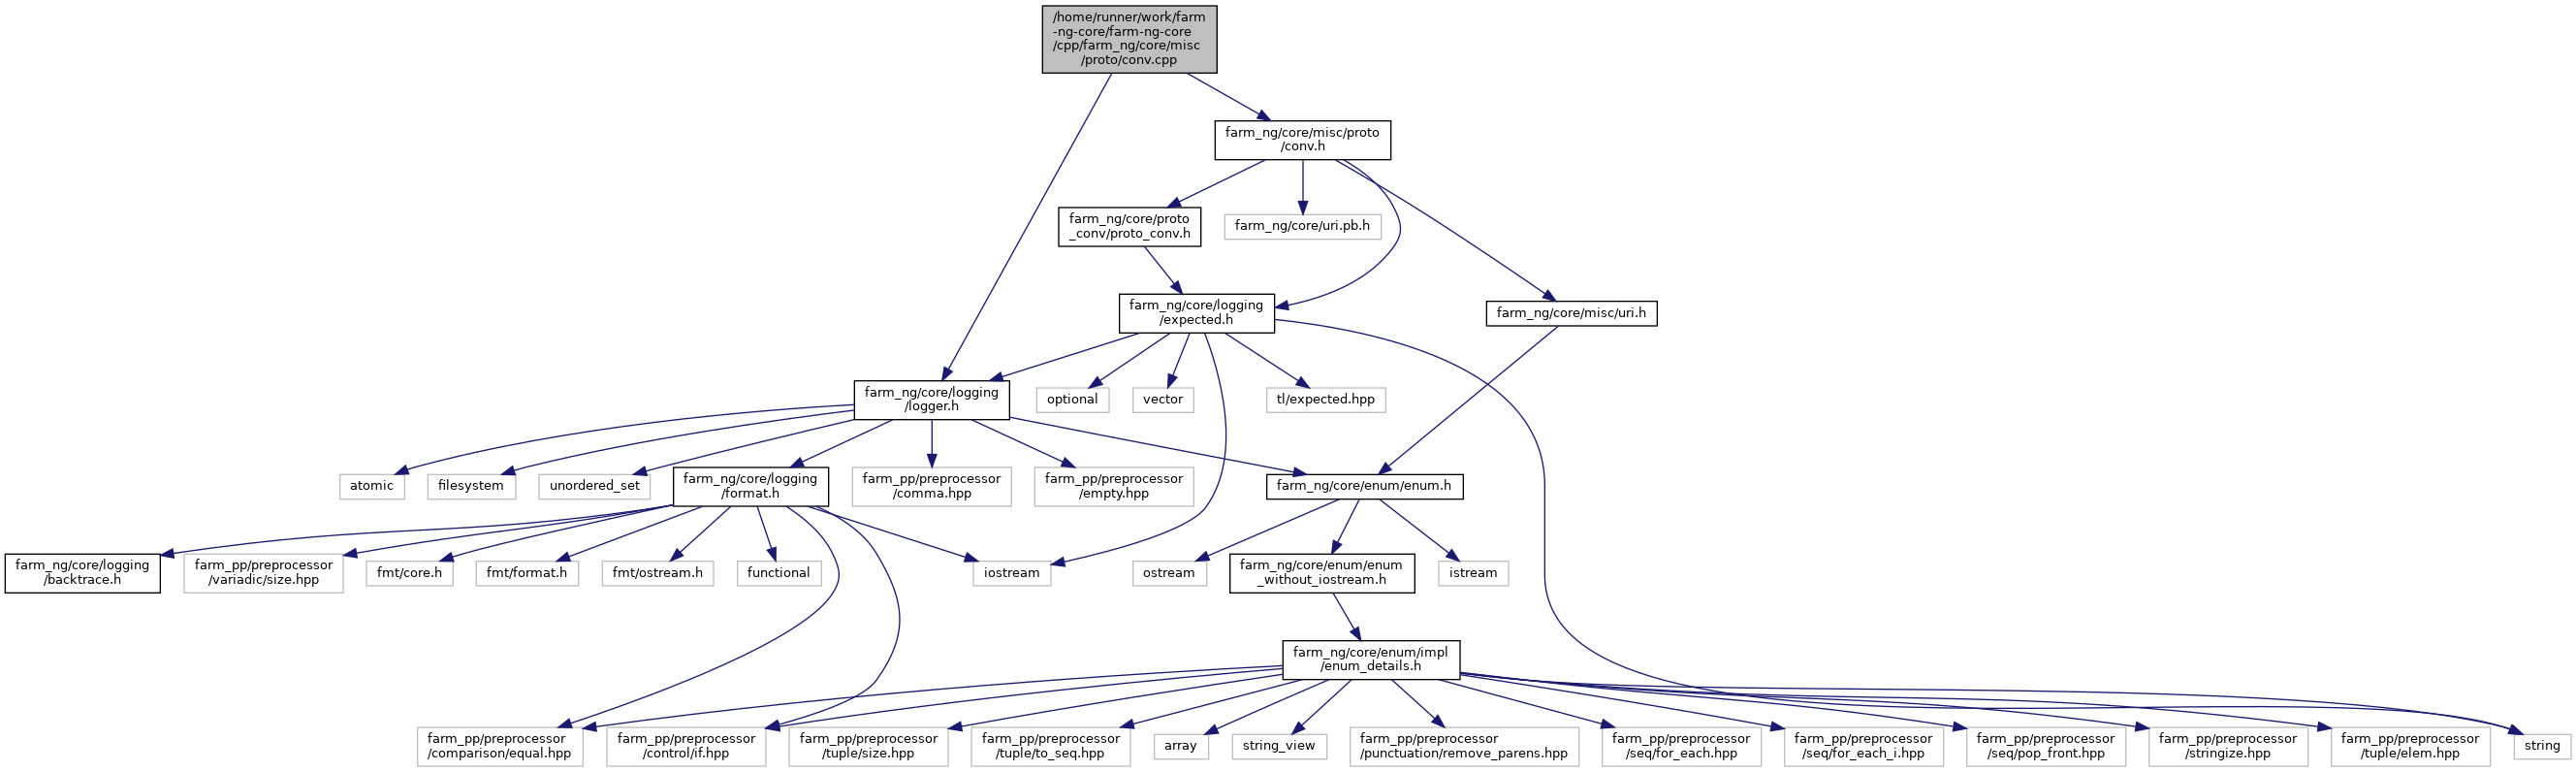 /home/runner/work/farm
-ng-core/farm-ng-core
/cpp/farm_ng/core/misc
/proto/conv.cpp
farm_ng/core/misc/proto
/conv.h
farm_ng/core/proto
_conv/proto_conv.h
farm_ng/core/uri.pb.h
farm_ng/core/logging
/expected.h
farm_ng/core/misc/uri.h
farm_ng/core/logging
/logger.h
optional
vector
tl/expected.hpp
atomic
filesystem
unordered_set
farm_ng/core/logging
/format.h
farm_pp/preprocessor
/comma.hpp
farm_pp/preprocessor
/empty.hpp
farm_ng/core/enum/enum.h
farm_ng/core/logging
/backtrace.h
farm_pp/preprocessor
/variadic/size.hpp
fmt/core.h
fmt/format.h
fmt/ostream.h
functional
iostream
ostream
farm_ng/core/enum/enum
_without_iostream.h
istream
farm_ng/core/enum/impl
/enum_details.h
farm_pp/preprocessor
/comparison/equal.hpp
farm_pp/preprocessor
/control/if.hpp
farm_pp/preprocessor
/tuple/size.hpp
farm_pp/preprocessor
/tuple/to_seq.hpp
array
string_view
farm_pp/preprocessor
/punctuation/remove_parens.hpp
farm_pp/preprocessor
/seq/for_each.hpp
farm_pp/preprocessor
/seq/for_each_i.hpp
farm_pp/preprocessor
/seq/pop_front.hpp
farm_pp/preprocessor
/stringize.hpp
farm_pp/preprocessor
/tuple/elem.hpp
string